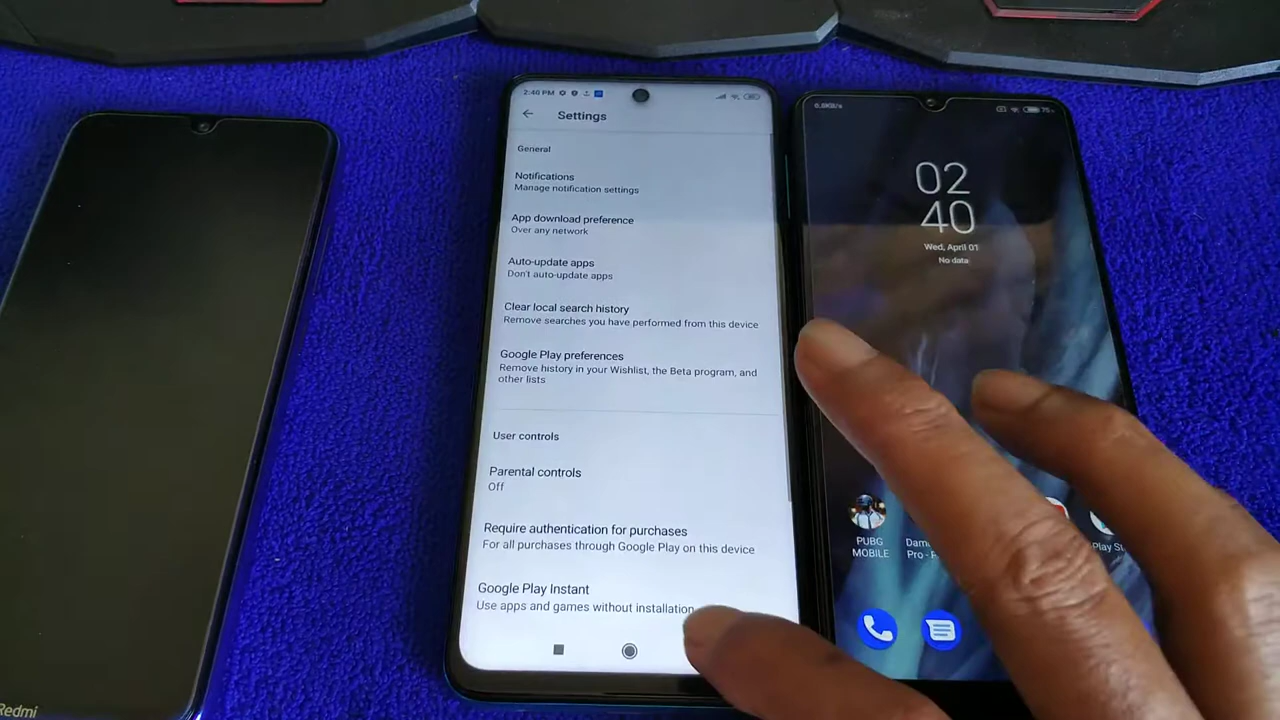 2:40 PM
Settings
General
Notifications
Manage notification settings
App download preference
Over any network
Auto-update apps
Don't auto-update apps
Clear local search history
Remove searches you have performed from this device
Google Play preferences
Remove history in your Wishlist, the Beta program, and
other lists
User controls
Parental controls
Off
Require authentication for purchases
For all purchases through Google Play on this device
Google Play Instant
Use apps and games without installation
02
40
Wed, April 01
No data
PUBG
MOBILE
Pro -
Play
Redmi